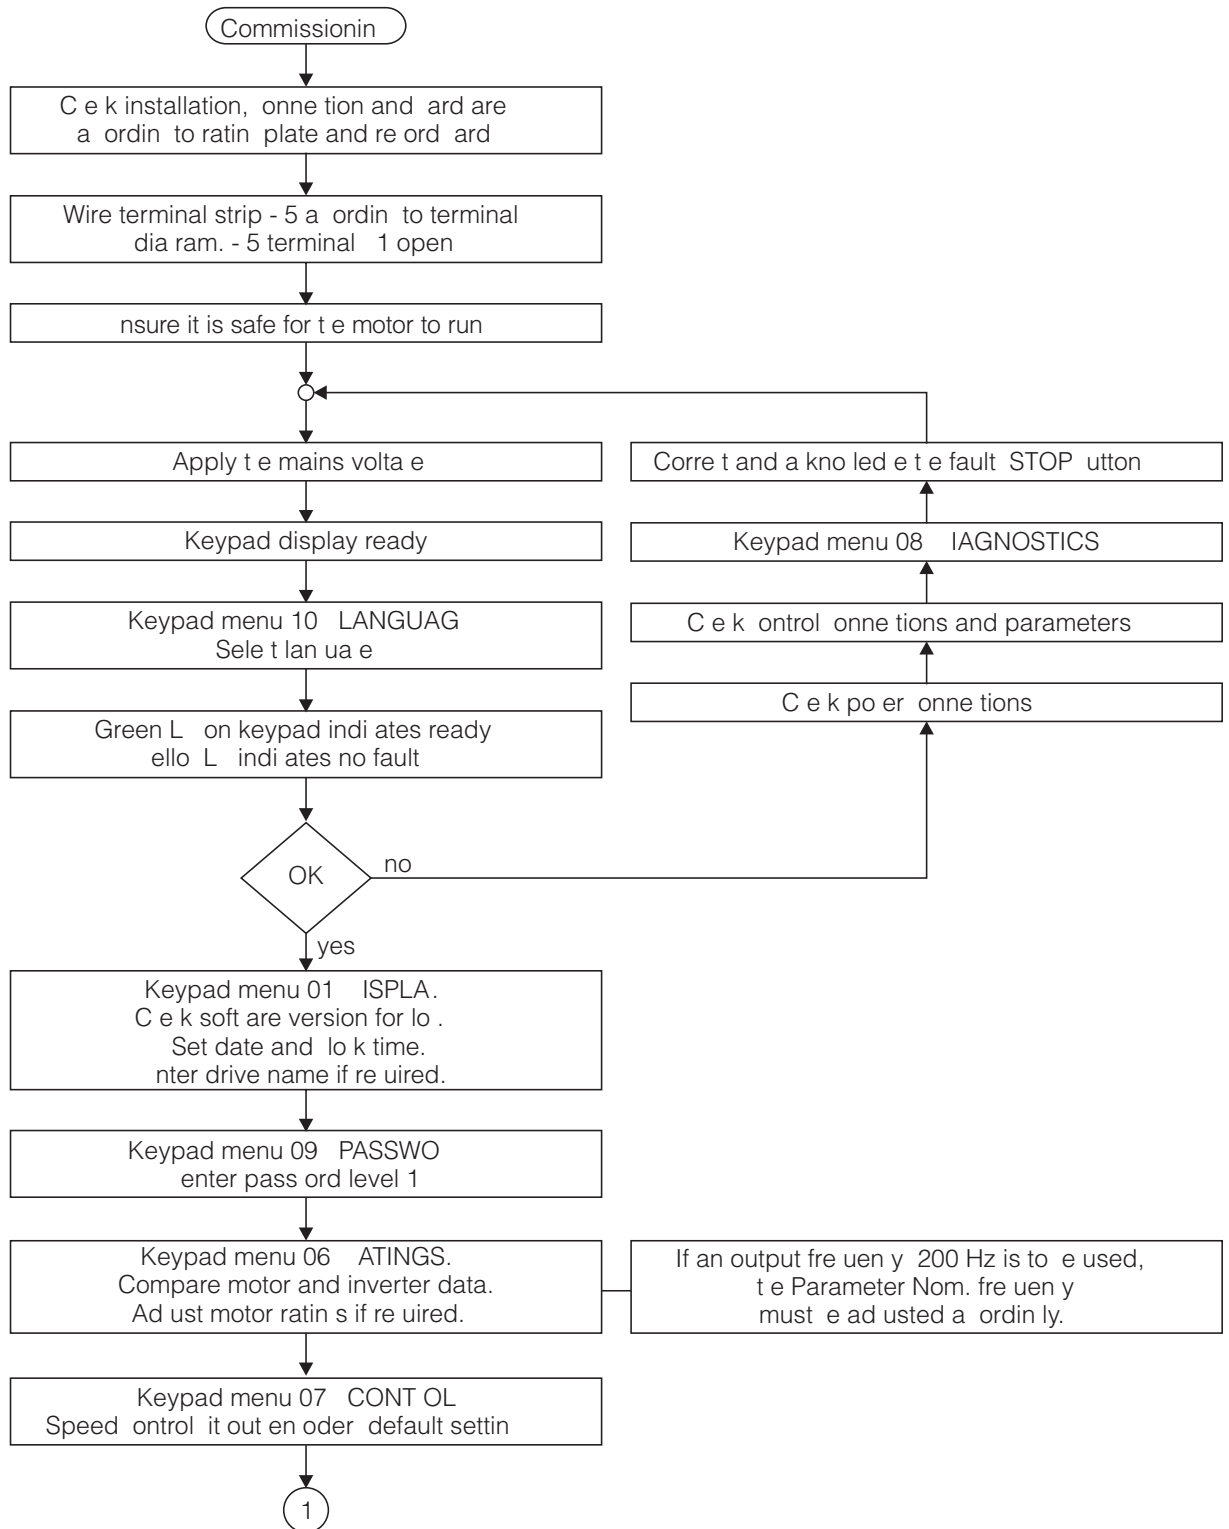 Commissionin
C e k installation, onne tion and ard are
a ordin to ratin plate and re ord ard
Wire terminal strip - 5 a ordin to terminal
dia ram. - 5 terminal 1 open
nsure it is safe for t e motor to run
Apply t e mains volta e
Keypad display ready
Keypad menu 10 LANGUAG
Sele t lan ua e
Green L on keypad indi ates ready
ello L indi ates no fault
OK
no
yes
Corre t and a kno led e t e fault STOP utton
Keypad menu 08 IAGNOSTICS
C e k ontrol onne tions and parameters
C e k po er onne tions
Keypad menu 01 ISPLA.
C e k soft are version for lo .
Set date and lo k time.
nter drive name if re uired.
Keypad menu 09 PASSWO
enter pass ord level 1
Keypad menu 06 ATINGS.
Compare motor and inverter data.
Ad ust motor ratin s if re uired.
If an output fre uen y 200 Hz is to e used,
t e Parameter Nom. fre uen y
must e ad usted a ordin ly.
Keypad menu 07 CONT OL
Speed ontrol it out en oder default settin
1